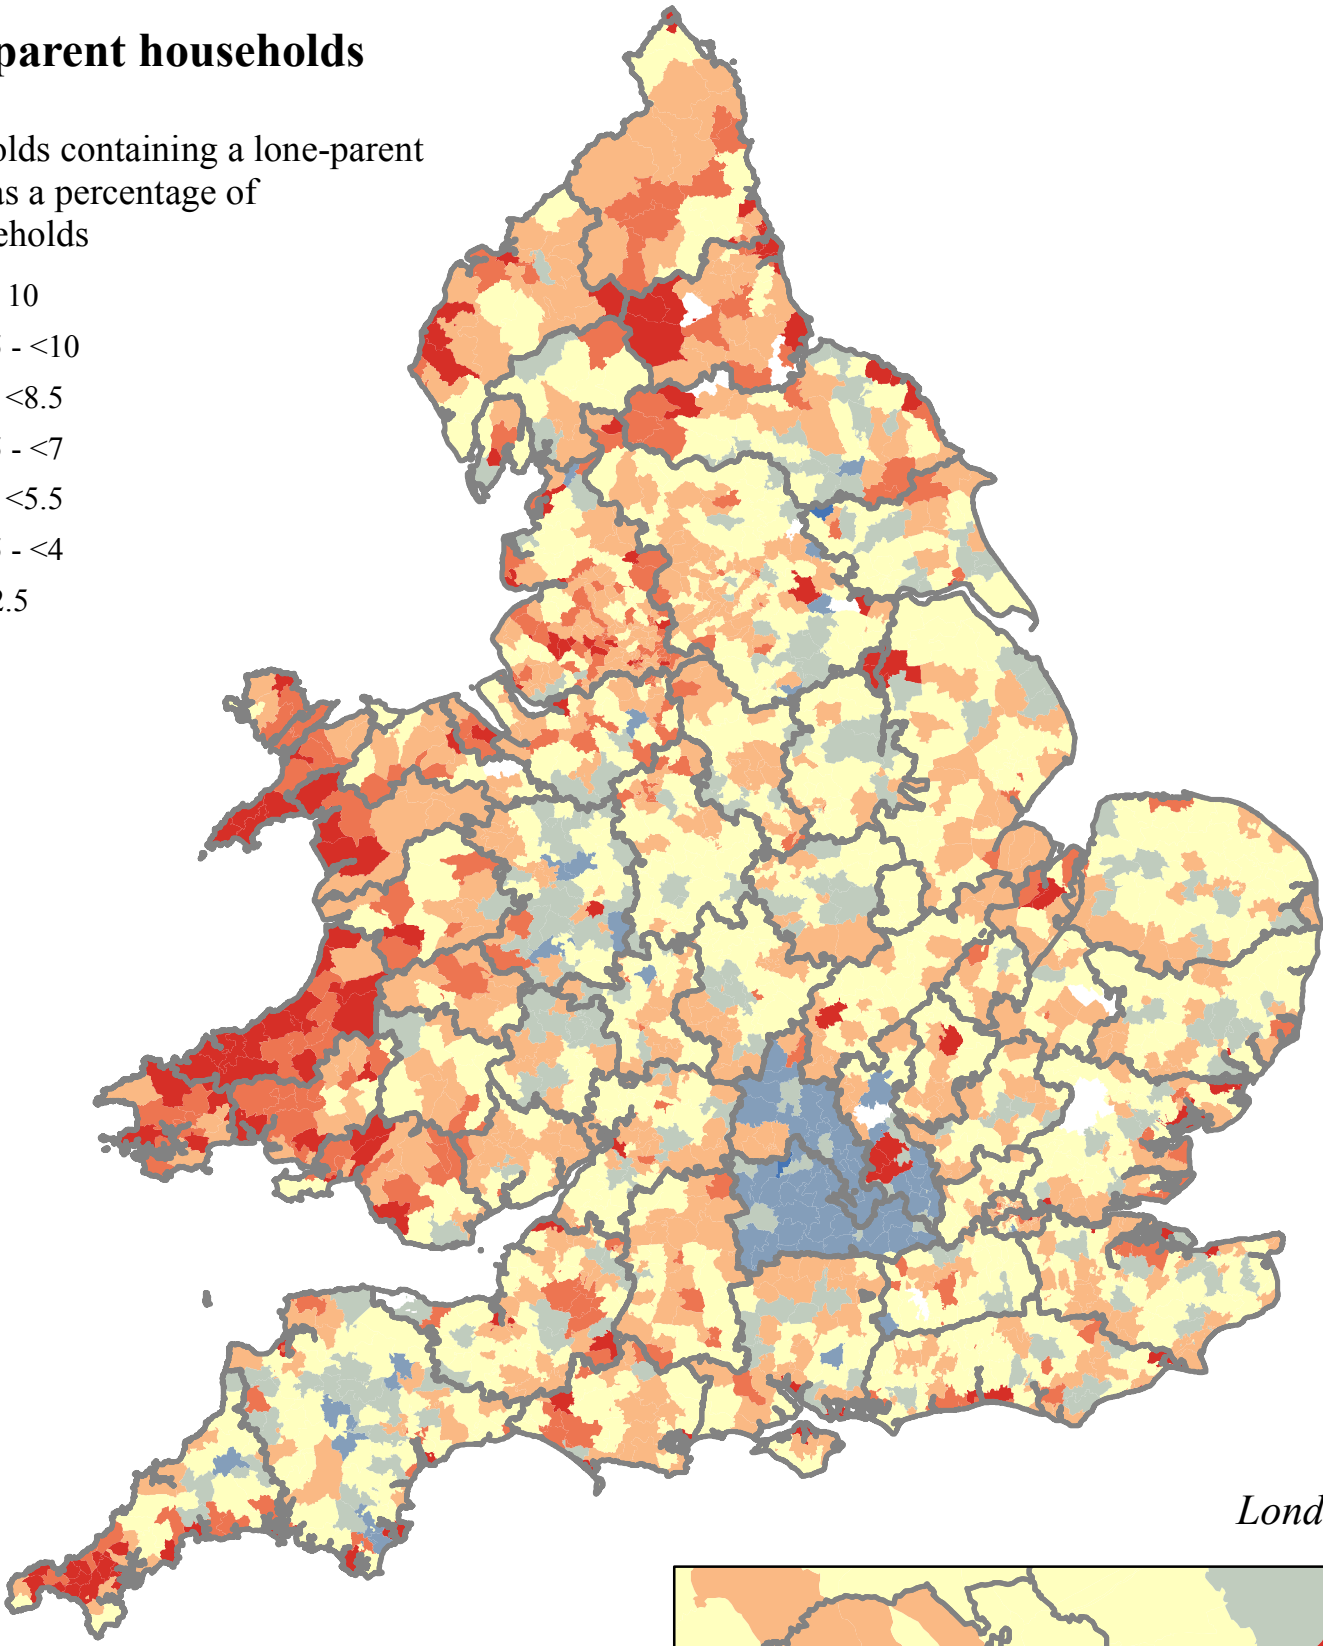 parent households
olds containing a lone-parent
as a percentage of
eholds
10
- <10
<8.5
- <7
<5.5
- <4
2.5
Lond